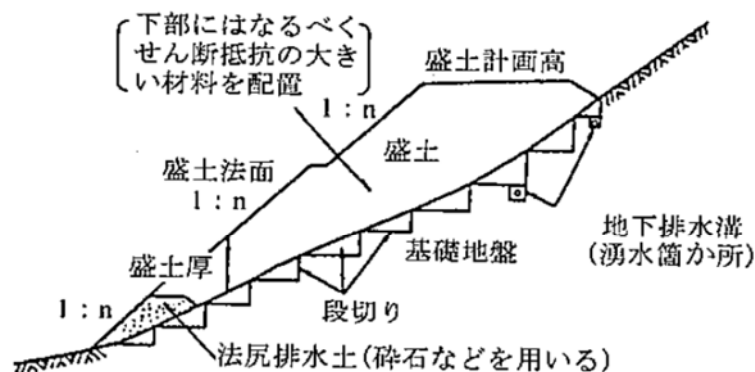 下部にはなるべく
せん断抵抗の大き
い材料を配置
盛土計画高
1：n
盛土
盛土法面
1：n
地下排水溝
(湧水箇か所)
基礎地盤
盛土厚
段切り
1：n
法尻排水土(砕石などを用いる)